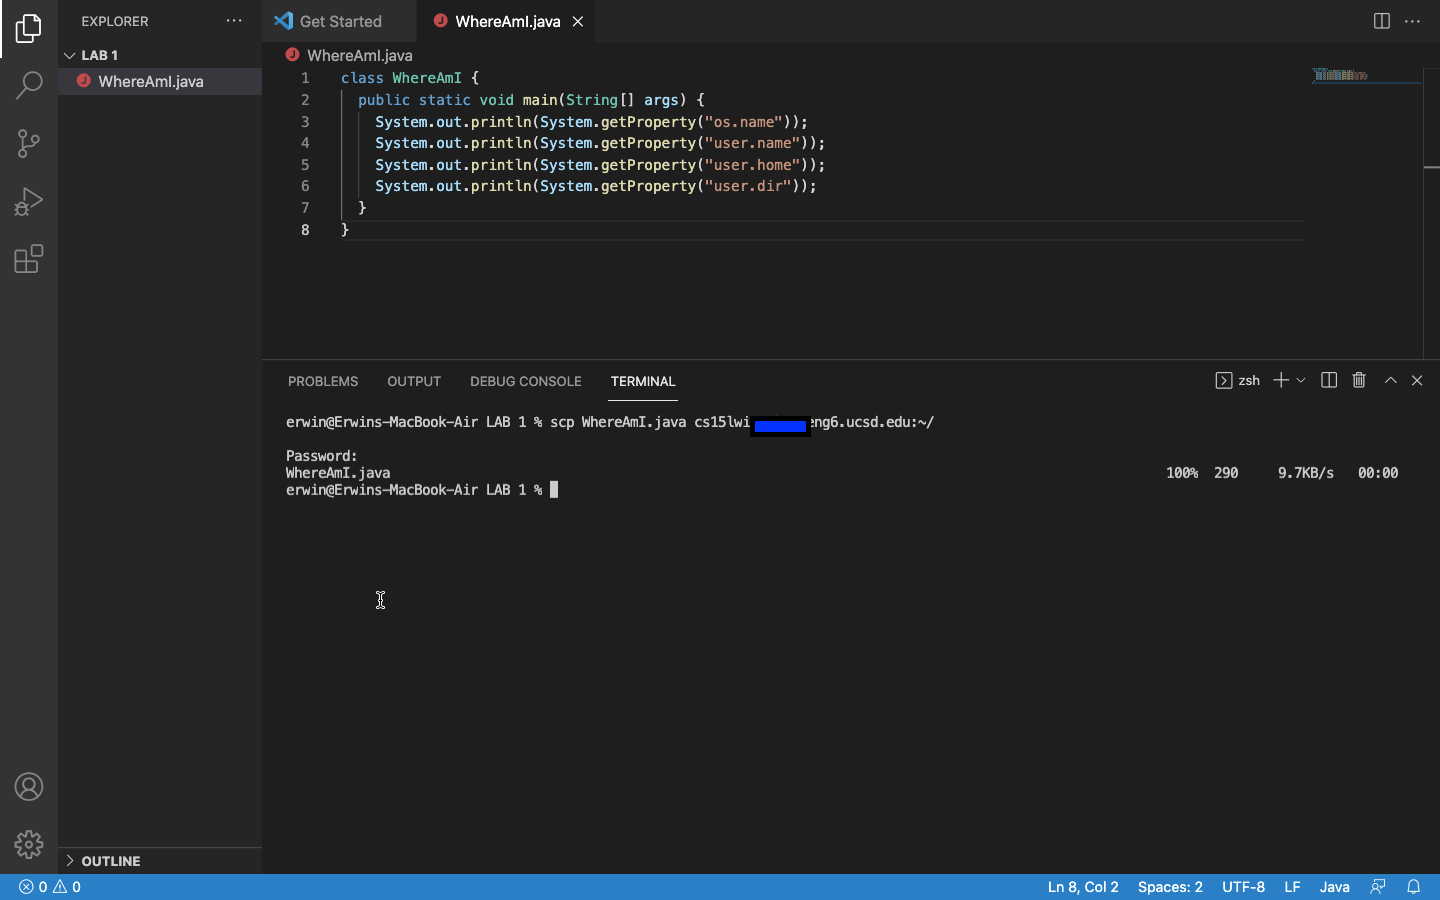 EXPLORER
LAB 1
WhereAmI.java
OUTLINE
Get Started
WhereAmI.java
WhereAmI.java
1 class WhereAmI {
2 public static void main(String[] args) {
3 System.out.println(System.getProperty("os.name"));
4 System.out.println(System.getProperty("user.name"));
5 System.out.println(System.getProperty("user.home"));
6 System.out.println(System.getProperty("user.dir"));
7 }
8 }
PROBLEMS OUTPUT DEBUG CONSOLE TERMINAL zsh
erwin@Erwins-MacBook-Air LAB 1 % scp WhereAmI.java cs15lwi eng6.ucsd.edu:~/
Password:
WhereAmI.java 100% 290 9.7KB/s 00:00
erwin@Erwins-MacBook-Air LAB 1 %
0 0 Ln 8, Col 2 Spaces: 2 UTF-8 LF Java